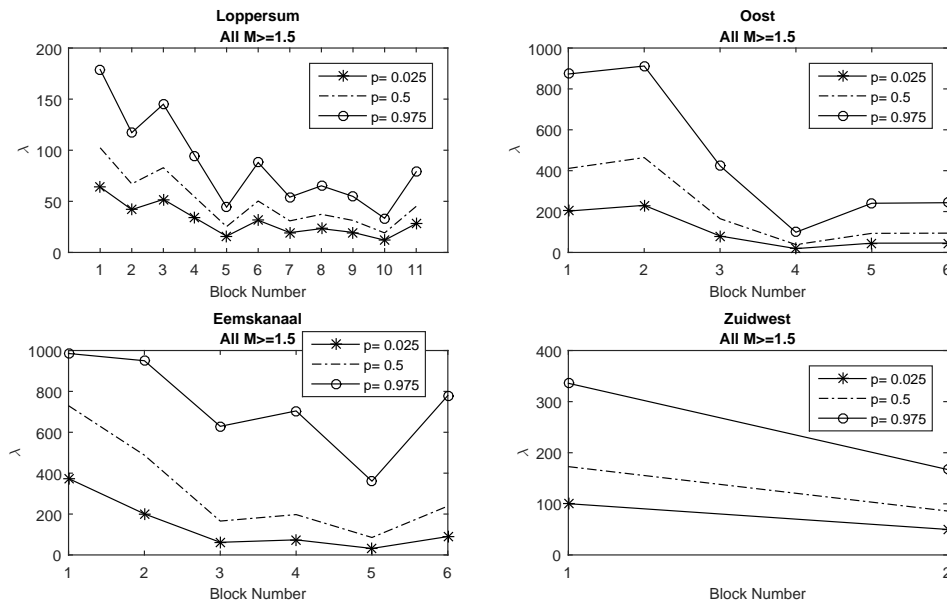 Loppersum
All M>=1.5
200
150
100
50
0
λ
1 2 3 4 5 6 7 8 9 10 11
Block Number
p= 0.025
p= 0.5
p= 0.975
Oost
All M>=1.5
1000
800
600
400
200
0
λ
1 2 3 4 5 6
Block Number
p= 0.025
p= 0.5
p= 0.975
Eemskanaal
All M>=1.5
1000
800
600
400
200
0
λ
1 2 3 4 5 6
Block Number
p= 0.025
p= 0.5
p= 0.975
Zuidwest
All M>=1.5
400
300
200
100
0
λ
1 2
Block Number
p= 0.025
p= 0.5
p= 0.975